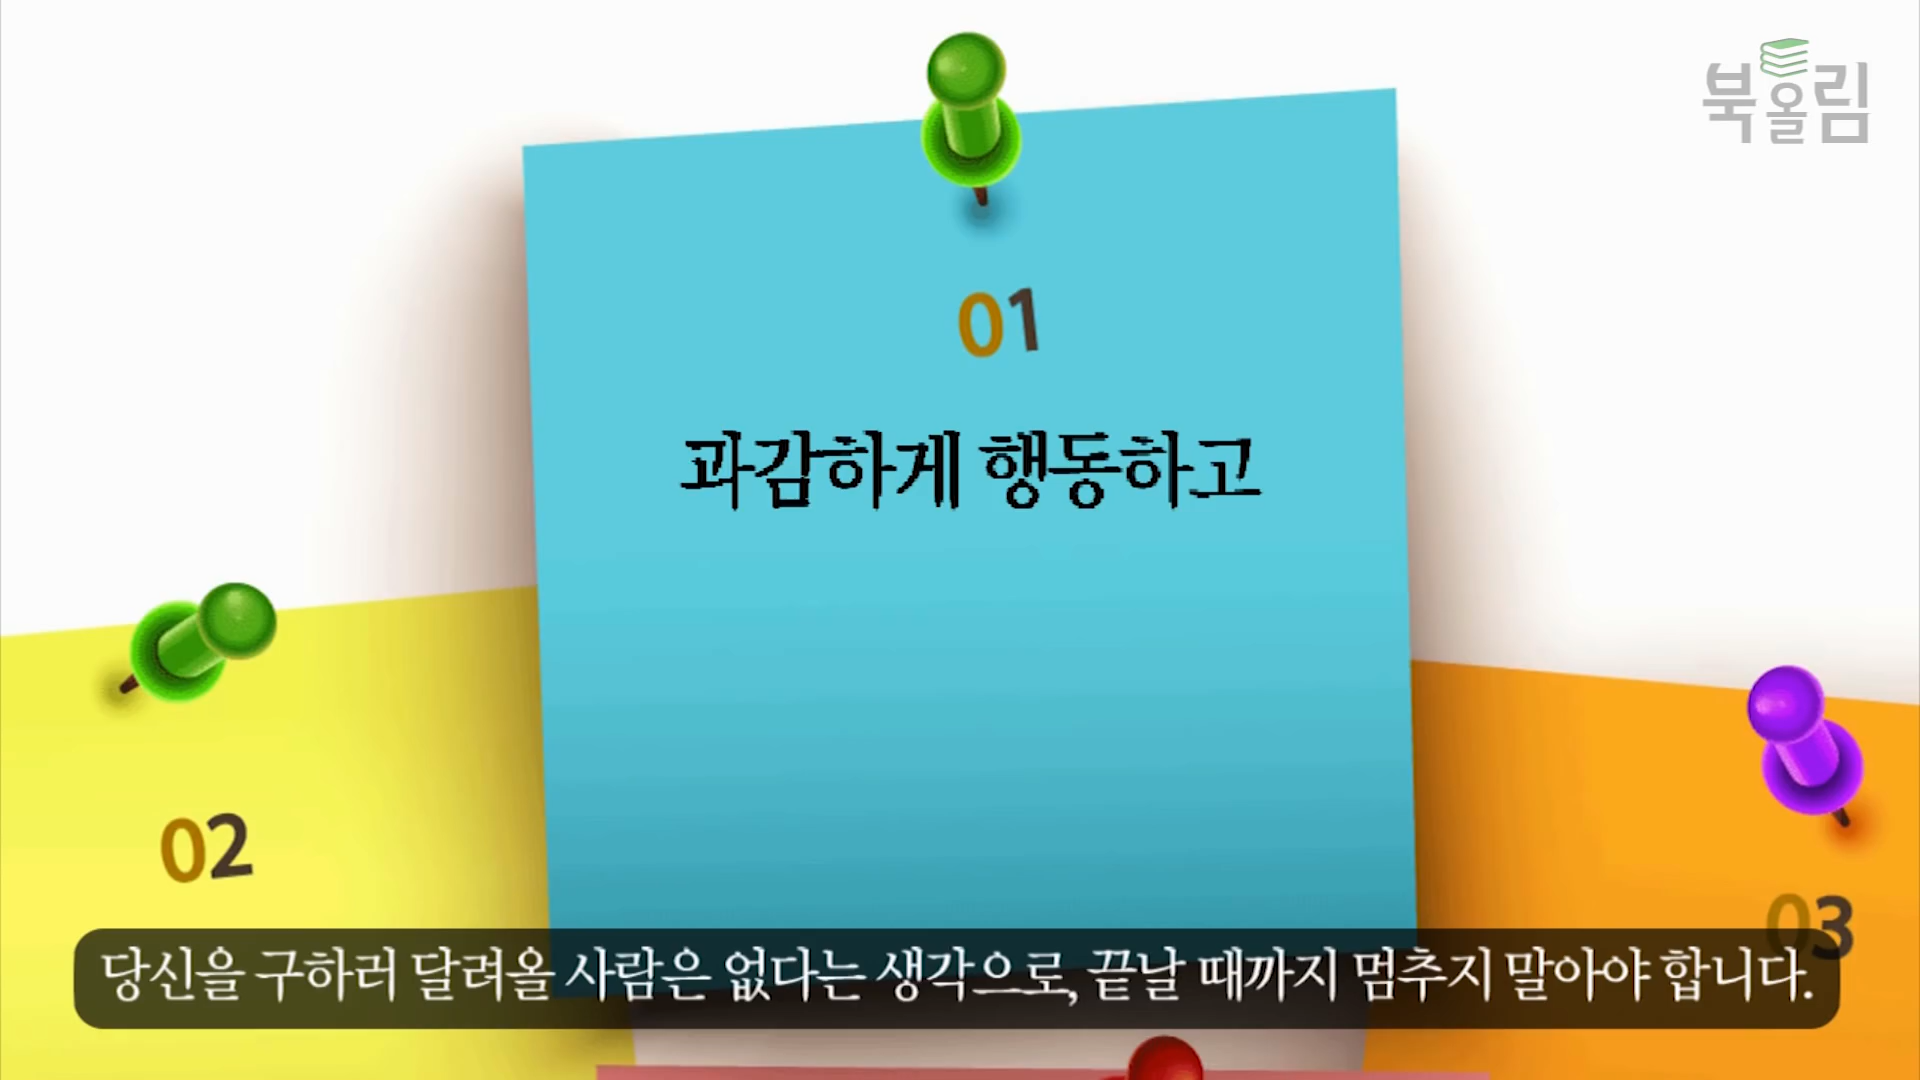 북올림
01
과감하게 행동하고
02
03
당신을 구하러 달려올 사람은 없다는 생각으로, 끝날 때까지 멈추지 말아야 합니다.